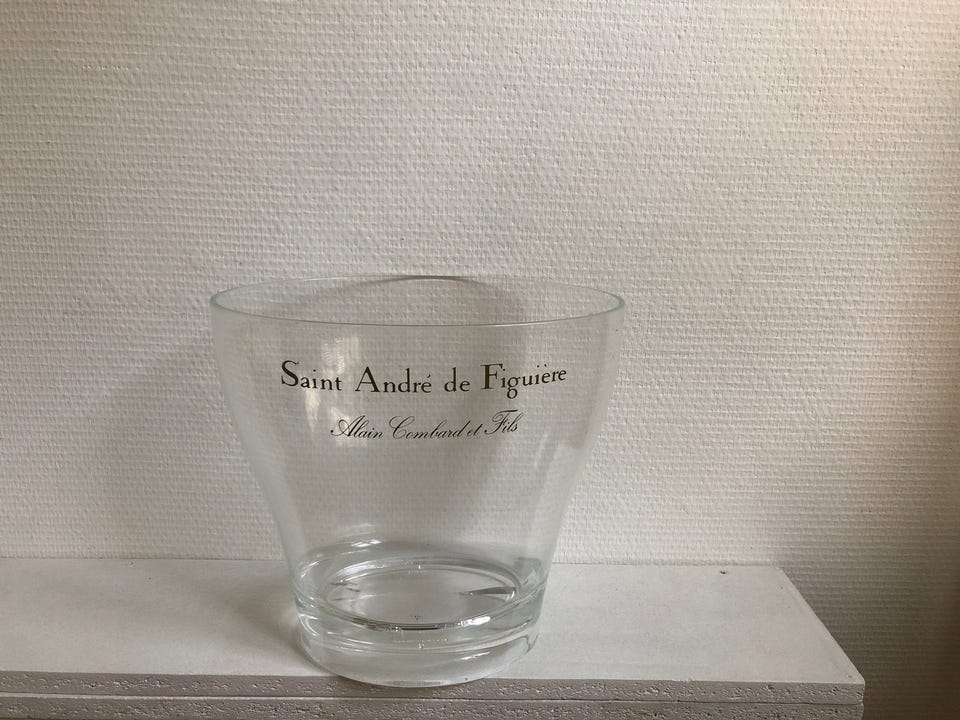 Saint André de Figuière
Alain Combard et Fils